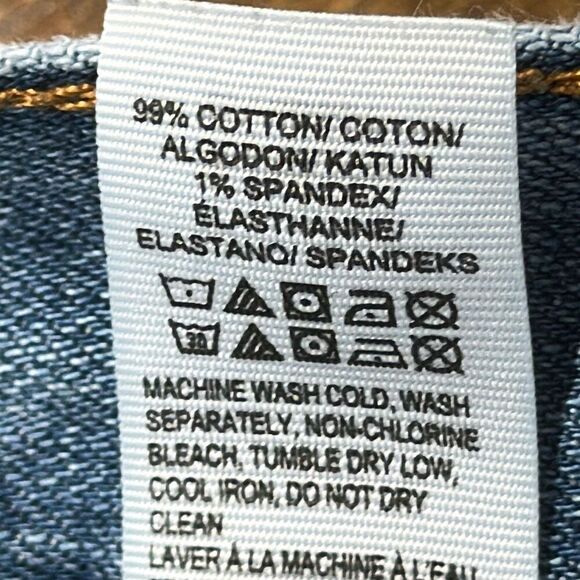 99% COTTON/ COTON/
ALGODON/ KATUN
1% SPANDEX/
ÉLASTHANNE/
ELASTANO/ SPANDEKS
30
MACHINE WASH COLD, WASH
SEPARATELY, NON-CHLORINE
BLEACH, TUMBLE DRY LOW,
COOL IRON, DO NOT DRY
CLEAN
LAVER À LA MACHINE À L'EAU